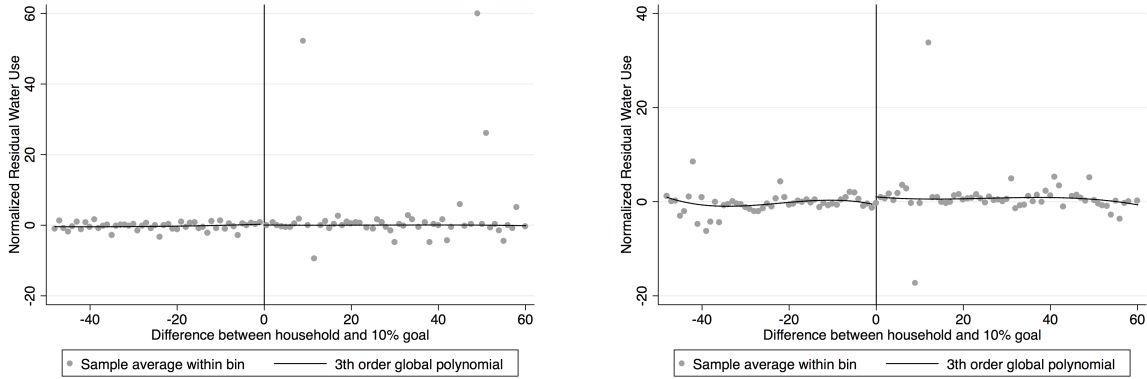 Normalized Residual Water Use
60
40
20
0
-20
-40 -20 0 20 40 60
Difference between household and 10% goal
Sample average within bin 3th order global polynomial
Normalized Residual Water Use
40
20
0
-20
-40 -20 0 20 40 60
Difference between household and 10% goal
Sample average within bin 3th order global polynomial